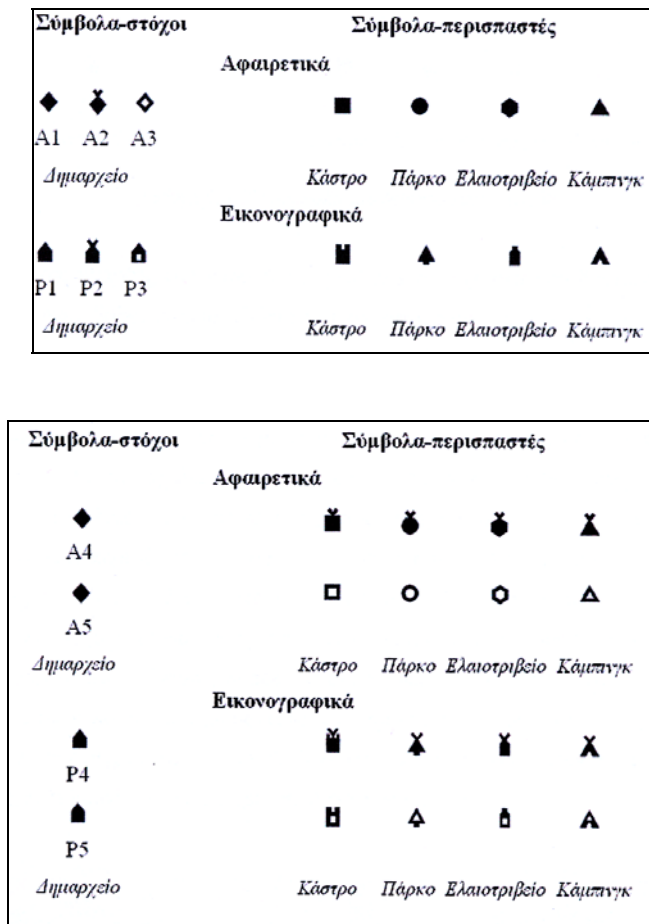 Σύμβολα-στόχοι Σύμβολα-περισπαστές
Αφαιρετικά
A1 A2 A3
Δημαρχείο Κάστρο Πάρκο Ελαιοτριβείο Κάμπινγκ
Εικονογραφικά
P1 P2 P3
Δημαρχείο Κάστρο Πάρκο Ελαιοτριβείο Κάμπινγκ
Σύμβολα-στόχοι Σύμβολα-περισπαστές
Αφαιρετικά
A4
A5
Δημαρχείο Κάστρο Πάρκο Ελαιοτριβείο Κάμπινγκ
Εικονογραφικά
P4
P5
Δημαρχείο Κάστρο Πάρκο Ελαιοτριβείο Κάμπινγκ